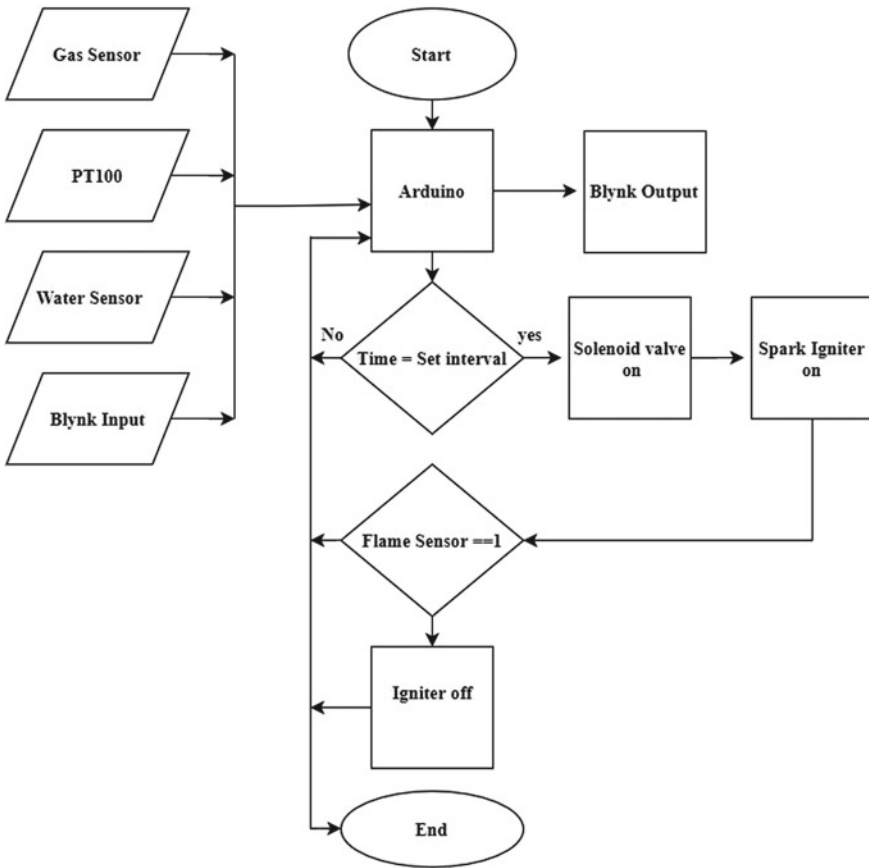 Gas Sensor
Start
PT100
Arduino
Blynk Output
Water Sensor
No
yes
Time = Set interval
Solenoid valve
on
Spark Igniter
on
Blynk Input
Flame Sensor ==1
Igniter off
End